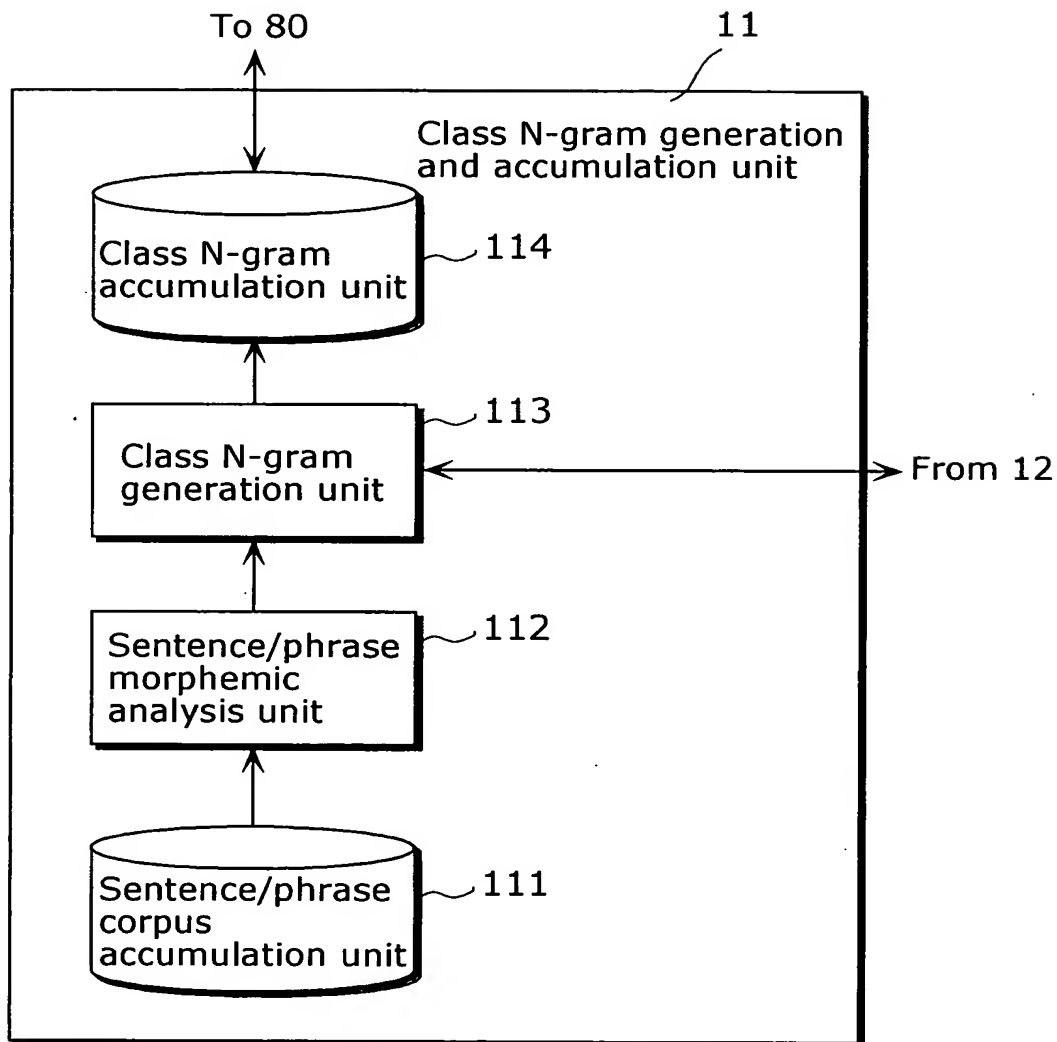 To 80
11
Class N-gram generation
and accumulation unit
Class N-gram
accumulation unit
114
113
Class N-gram
generation unit
From 12
112
Sentence/phrase
morphemic
analysis unit
111
Sentence/phrase
corpus
accumulation unit